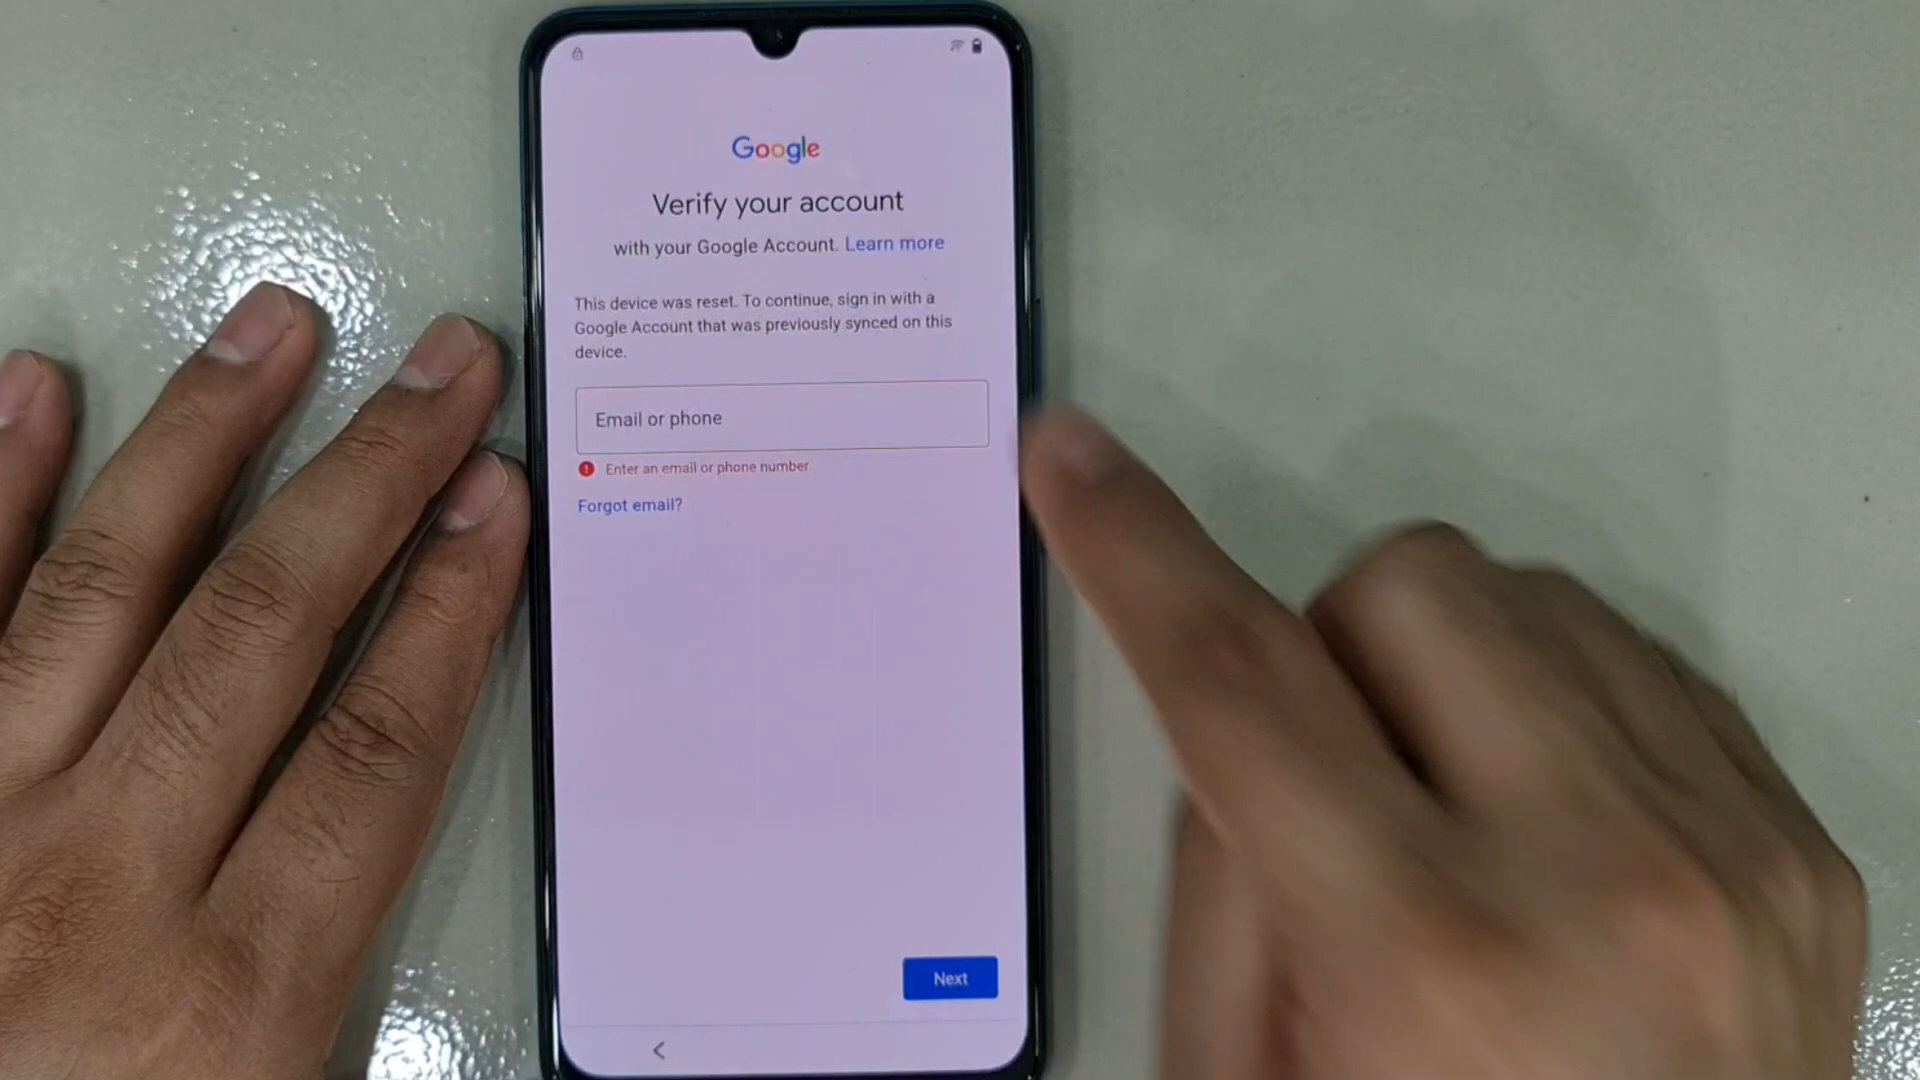 Google
Verify your account
with your Google Account. Learn more
This device was reset. To continue, sign in with a
Google Account that was previously synced on this
device.
Email or phone
Enter an email or phone number
Forgot email?
Next